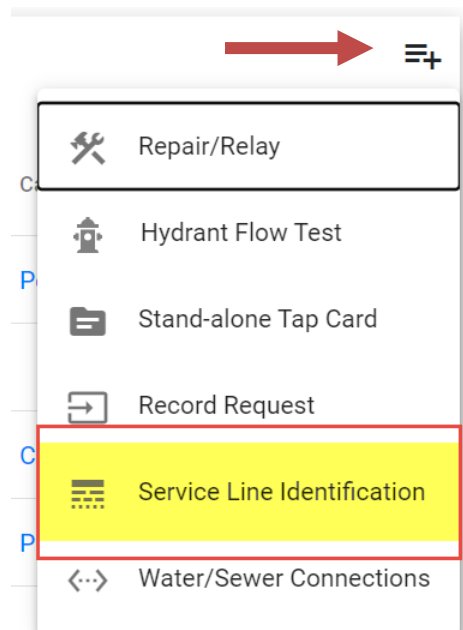 Repair/Relay
Hydrant Flow Test
Stand-alone Tap Card
Record Request
Service Line Identification
Water/Sewer Connections